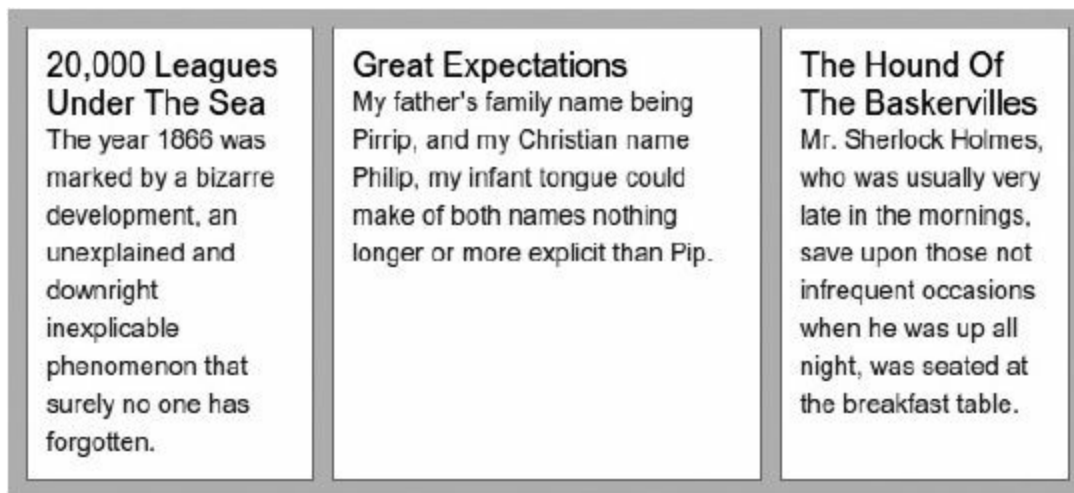 20,000 Leagues
Under The Sea
The year 1866 was
marked by a bizarre
development, an
unexplained and
downright
inexplicable
phenomenon that
surely no one has
forgotten.
Great Expectations
My father's family name being
Pirrip, and my Christian name
Philip, my infant tongue could
make of both names nothing
longer or more explicit than Pip.
The Hound Of
The Baskervilles
Mr. Sherlock Holmes,
who was usually very
late in the mornings,
save upon those not
infrequent occasions
when he was up all
night, was seated at
the breakfast table.